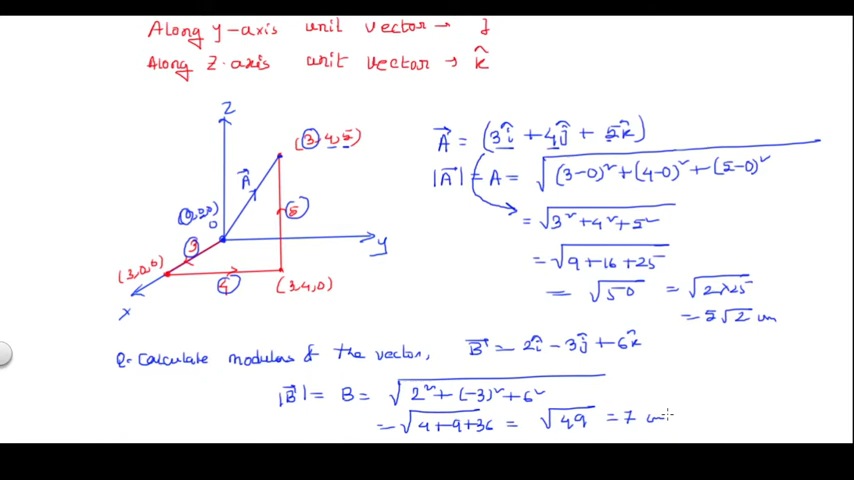 Along y-axis unit vector → ĵ
Along Z-axis unit vector → k̂
Z
(3,4,5)
A⃗
(0,0,0)
0
5
3
(3,0,0)
4
(3,4,0)
y
X
A⃗ = (3î + 4ĵ + 5k̂)
|A⃗| = A = √((3-0)² + (4-0)² + (5-0)²)
= √(3² + 4² + 5²)
= √(9+16+25)
= √50 = √(2×25)
= 5√2 um
Q-Calculate modulus of the vector, B⃗ = 2î - 3ĵ + 6k̂
|B⃗| = B = √(2² + (-3)² + 6²)
= √(4+9+36) = √49 = 7 um